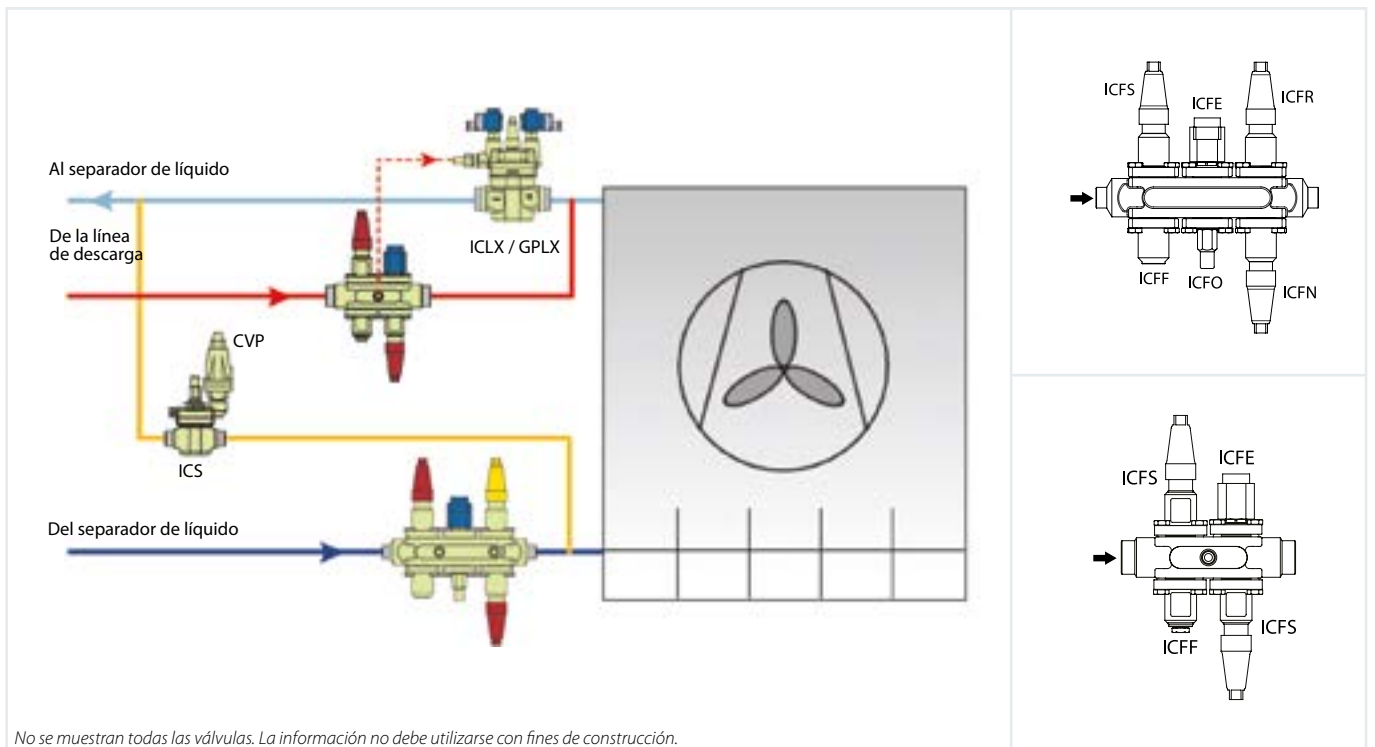 Al separador de líquido
De la línea
de descarga
ICLX / GPLX
CVP
ICS
Del separador de líquido
No se muestran todas las válvulas. La información no debe utilizarse con fines de construcción.
ICFS
ICFE
ICFR
ICFF
ICFO
ICFN
ICFS
ICFE
ICFF
ICFS